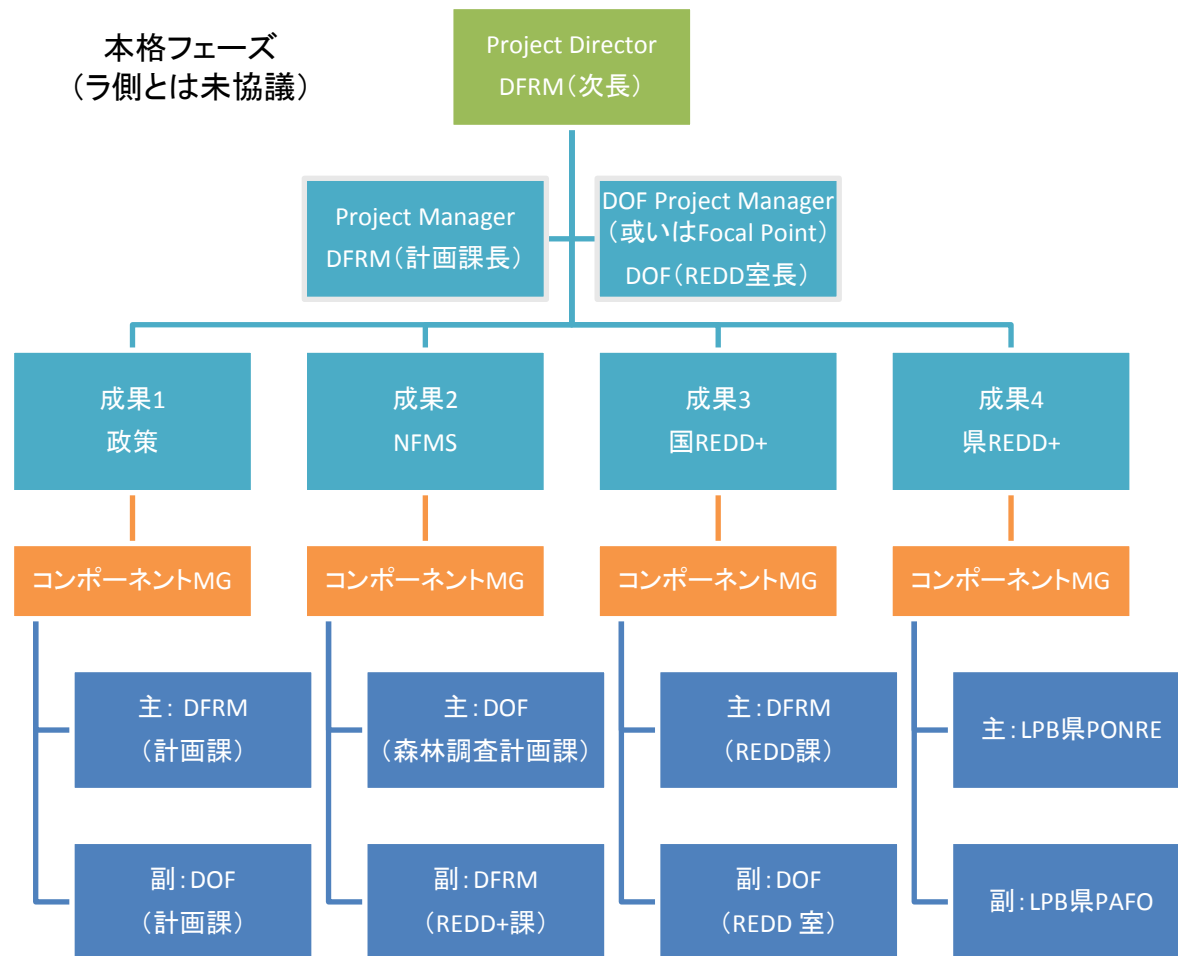 本格フェーズ
（ラ側とは未協議）
Project Director
DFRM（次長）
Project Manager
DFRM（計画課長）
DOF Project Manager
（或いはFocal Point）
DOF（REDD室長）
成果1
政策
成果2
NFMS
成果3
国REDD+
成果4
県REDD+
コンポーネントMG
コンポーネントMG
コンポーネントMG
コンポーネントMG
主： DFRM
（計画課）
主：DOF
（森林調査計画課）
主：DFRM
（REDD課）
主：LPB県PONRE
副：DOF
（計画課）
副：DFRM
（REDD+課）
副：DOF
（REDD 室）
副：LPB県PAFO